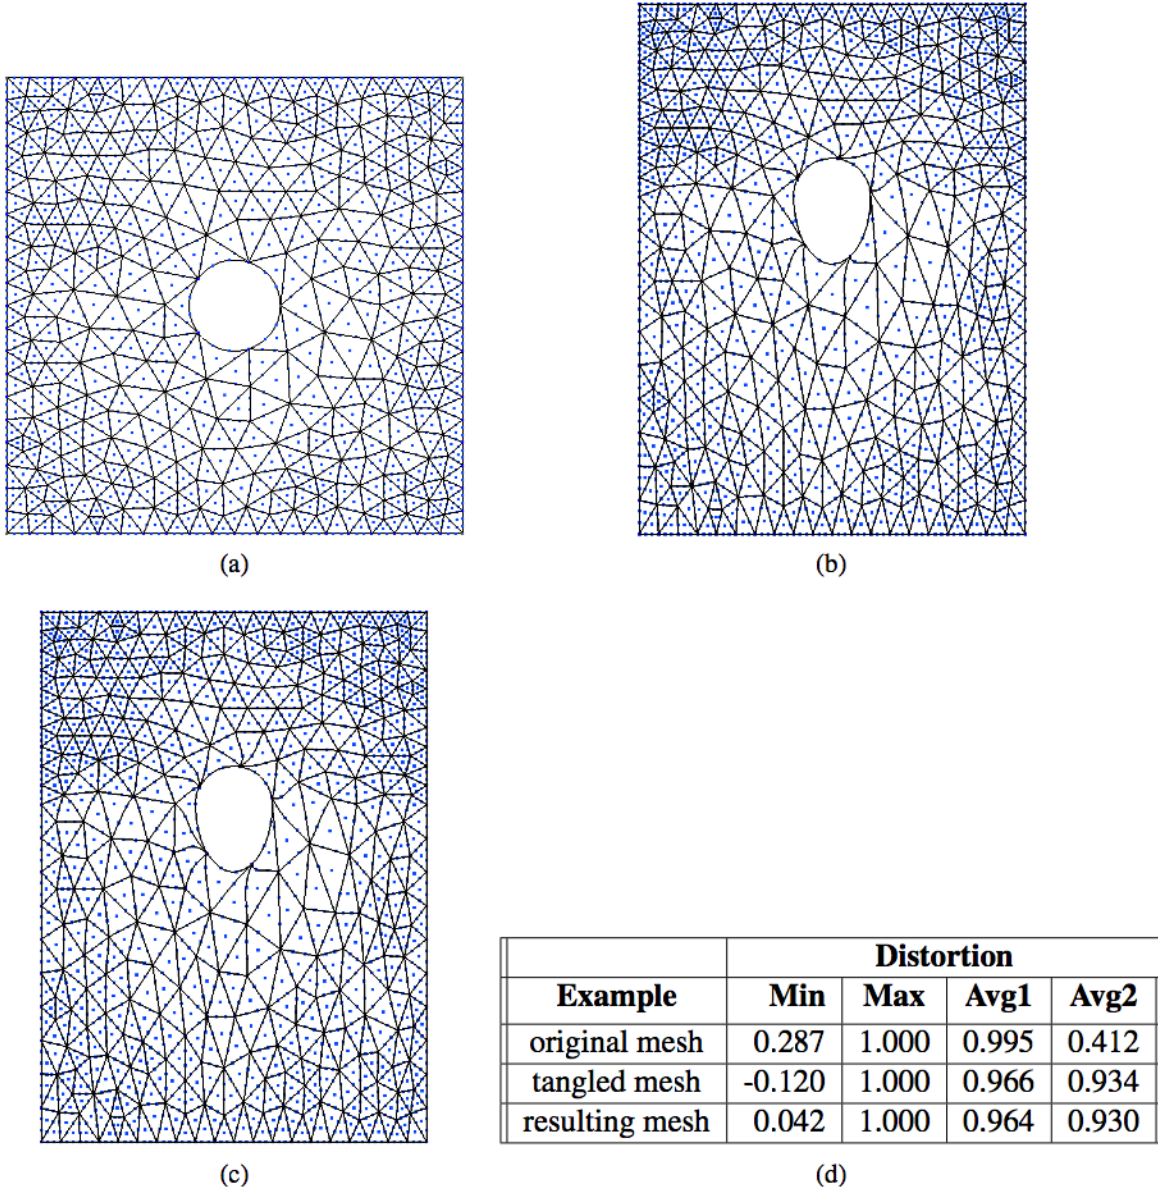 (a)
(b)
Distortion
Example Min Max Avg1 Avg2
original mesh 0.287 1.000 0.995 0.412
tangled mesh -0.120 1.000 0.966 0.934
resulting mesh 0.042 1.000 0.964 0.930
(c)
(d)